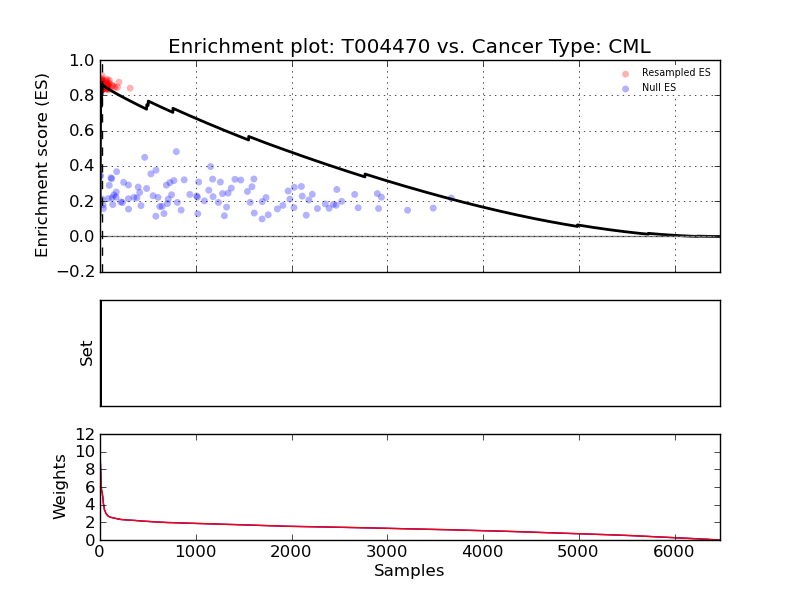 Enrichment plot: T004470 vs. Cancer Type: CML
Enrichment score (ES)
1.0
0.8
0.6
0.4
0.2
0.0
−0.2
Resampled ES
Null ES
Set
Weights
12
10
8
6
4
2
0
0 1000 2000 3000 4000 5000 6000
Samples